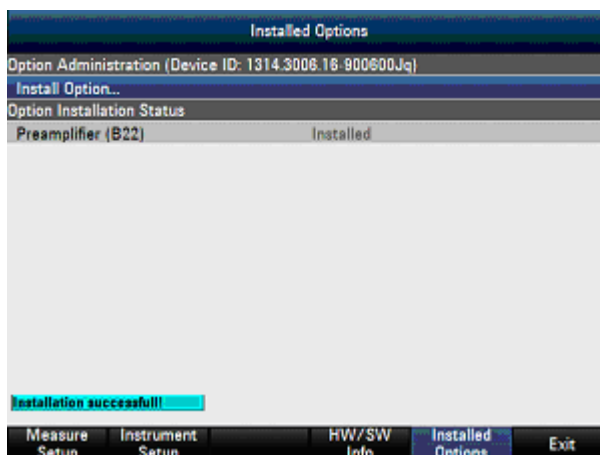 Installed Options
Option Administration (Device ID: 1314.3006.16-900600Jq)
Install Option...
Option Installation Status
Preamplifier (B22) Installed
Installation successfull!
Measure Setup Instrument Setup HW/SW Info Installed Options Exit